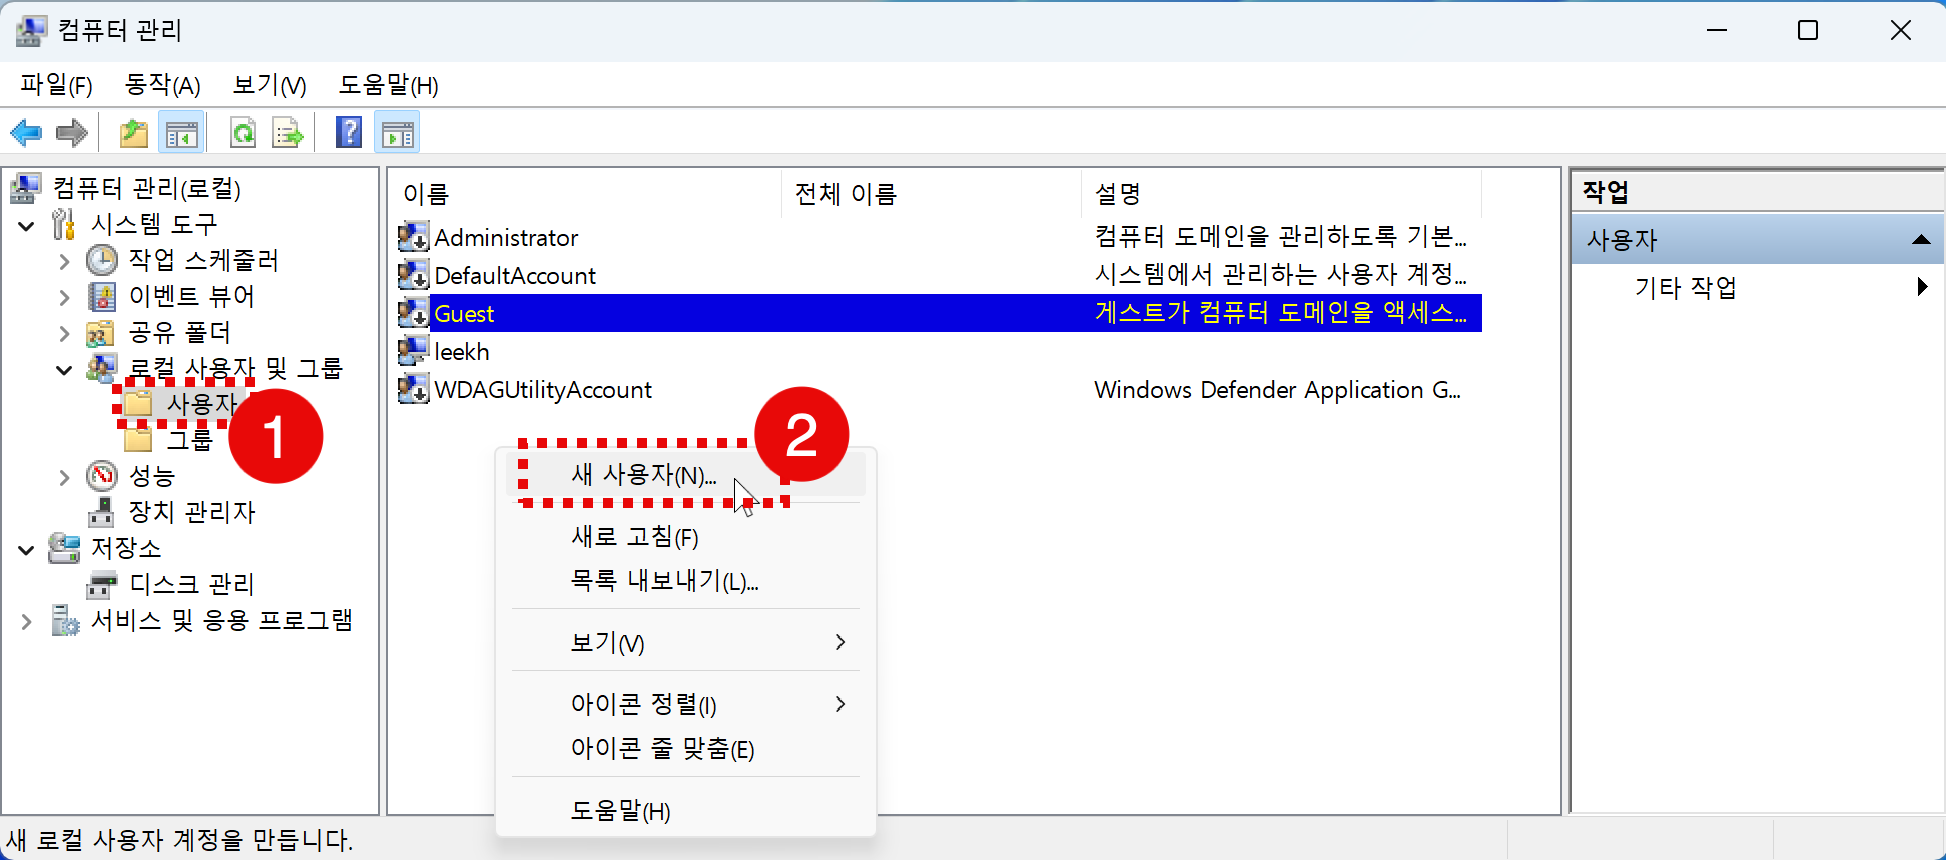 컴퓨터 관리
파일(F) 동작(A) 보기(V) 도움말(H)
컴퓨터 관리(로컬)
시스템 도구
작업 스케줄러
이벤트 뷰어
공유 폴더
로컬 사용자 및 그룹
사용자
그룹
성능
장치 관리자
저장소
디스크 관리
서비스 및 응용 프로그램
1
이름 전체 이름 설명
Administrator 컴퓨터 도메인을 관리하도록 기본...
DefaultAccount 시스템에서 관리하는 사용자 계정...
Guest 게스트가 컴퓨터 도메인을 액세스...
leekh
WDAGUtilityAccount Windows Defender Application G...
2
새 사용자(N)...
새로 고침(F)
목록 내보내기(L)...
보기(V)
아이콘 정렬(I)
아이콘 줄 맞춤(E)
도움말(H)
작업
사용자
기타 작업
새 로컬 사용자 계정을 만듭니다.